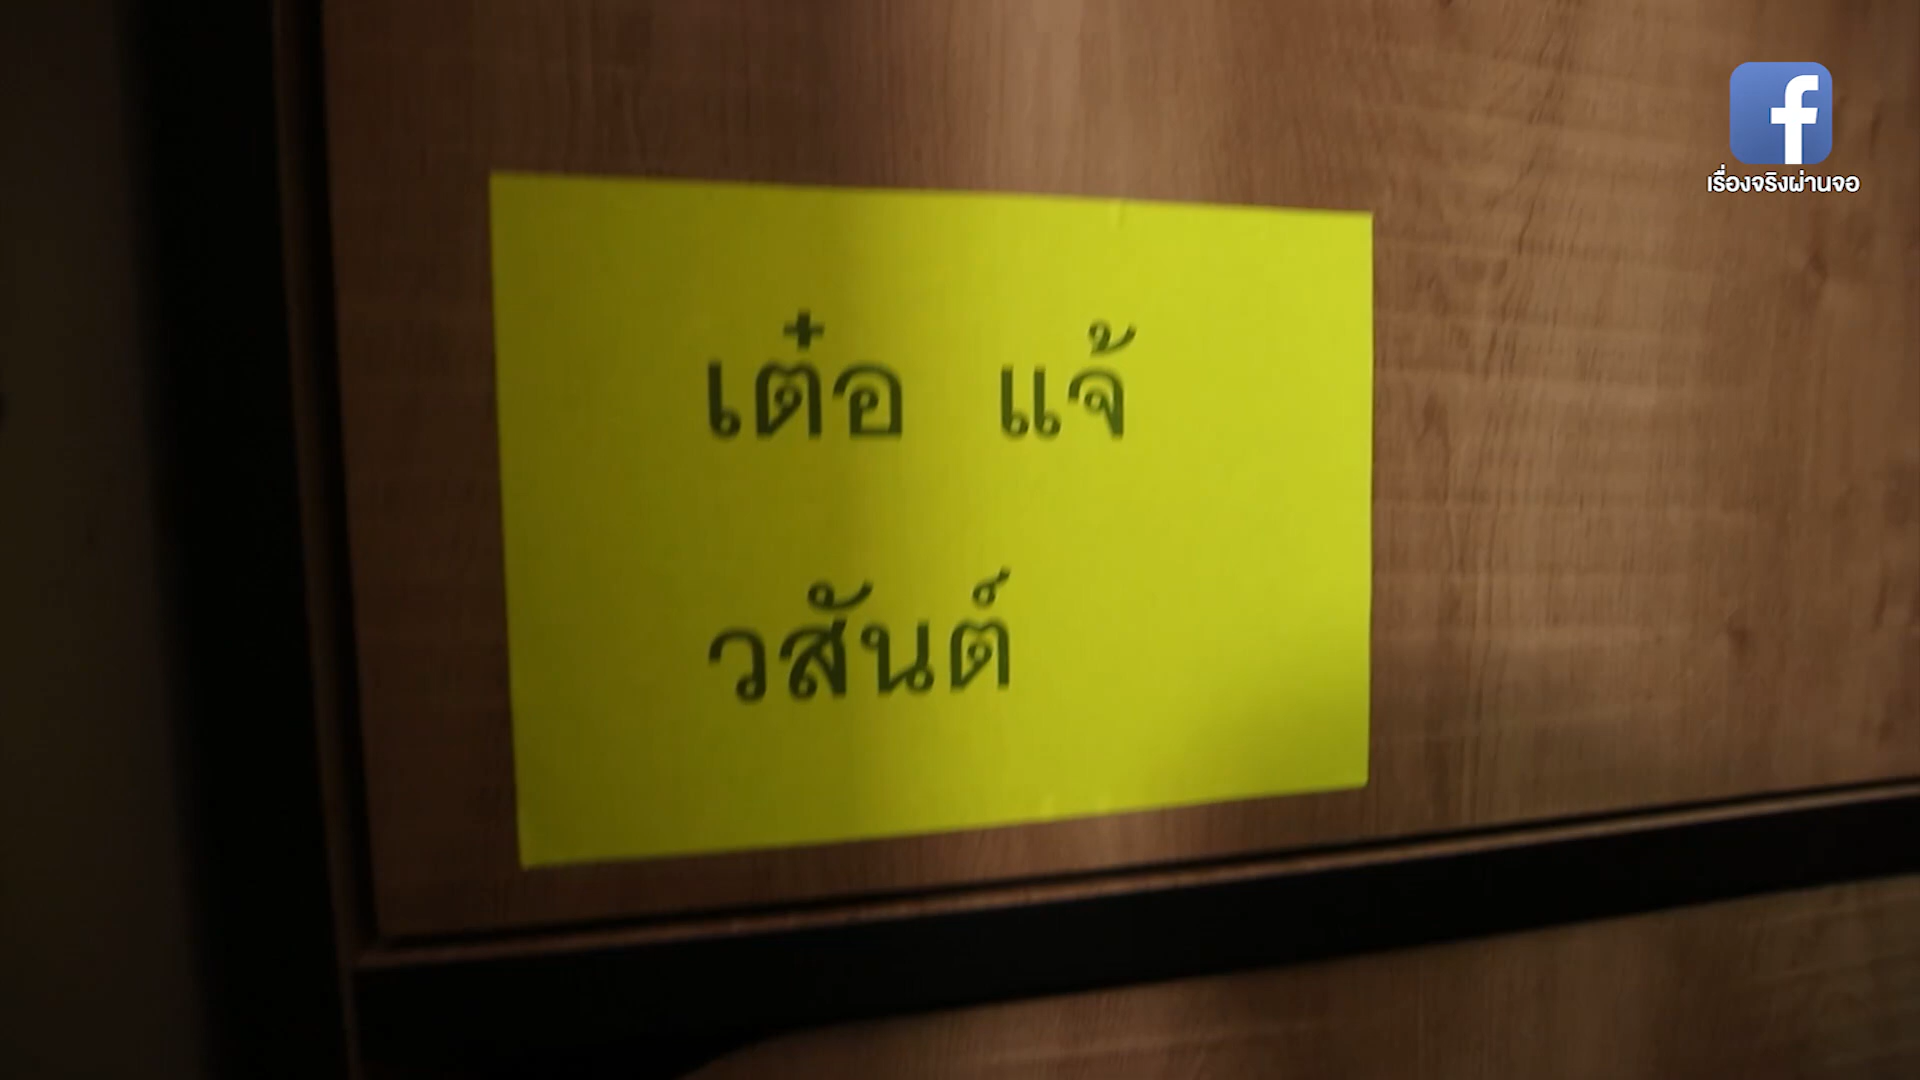 เรื่องจริงผ่านจอ
เต๋อ แจ้
วสันต์